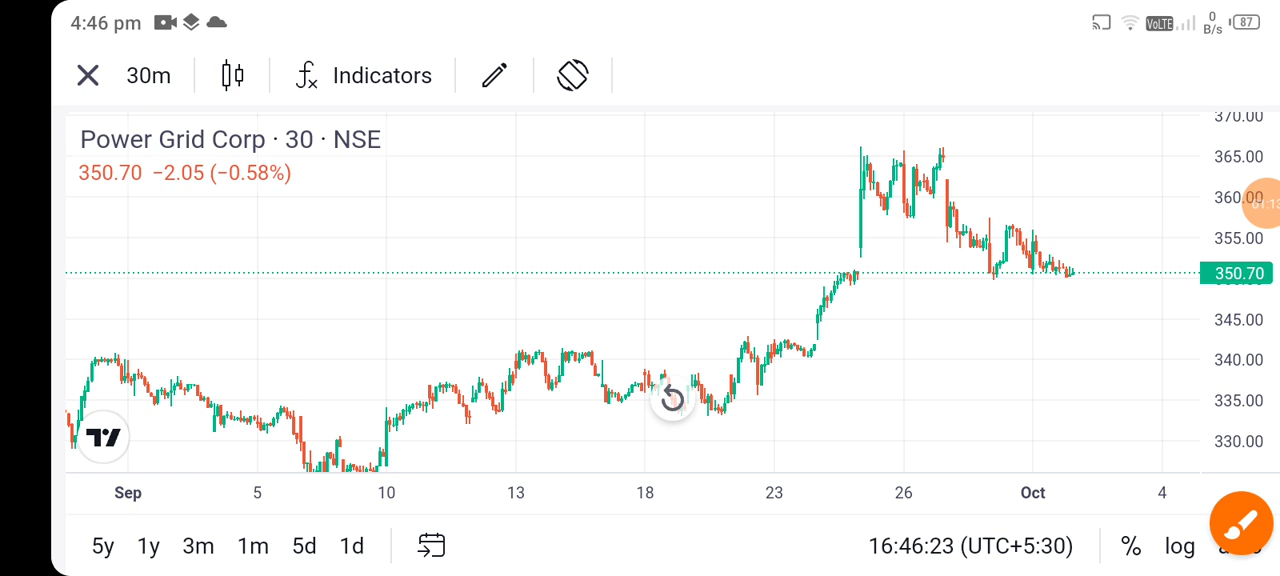 4:46 pm VoLTE 0 B/s 87
30m Indicators
Power Grid Corp · 30 · NSE
350.70 −2.05 (−0.58%)
370.00
365.00
360.00
01:13
355.00
350.70
345.00
340.00
335.00
330.00
Sep 5 10 13 18 23 26 Oct 4
5y 1y 3m 1m 5d 1d 16:46:23 (UTC+5:30) % log